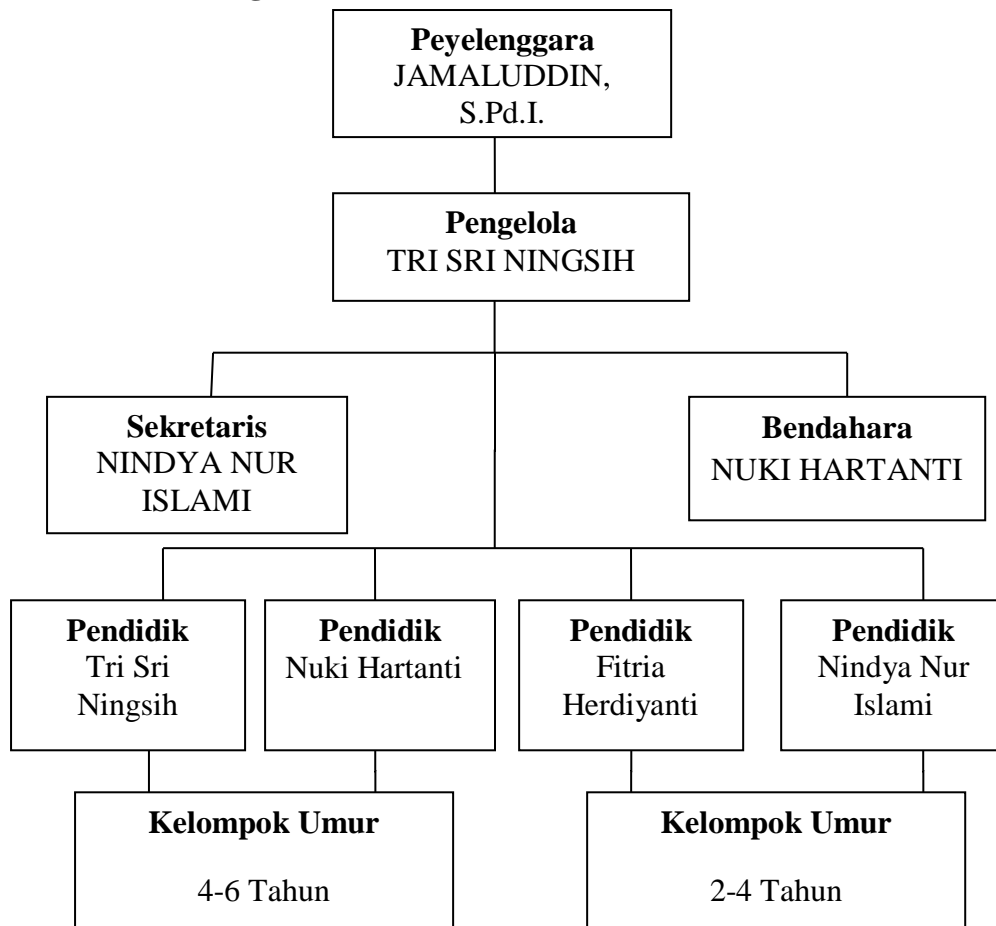 Peyelenggara
JAMALUDDIN,
S.Pd.I.
Pengelola
TRI SRI NINGSIH
Sekretaris
NINDYA NUR
ISLAMI
Bendahara
NUKI HARTANTI
Pendidik
Tri Sri
Ningsih
Pendidik
Nuki Hartanti
Pendidik
Fitria
Herdiyanti
Pendidik
Nindya Nur
Islami
Kelompok Umur
4-6 Tahun
Kelompok Umur
2-4 Tahun